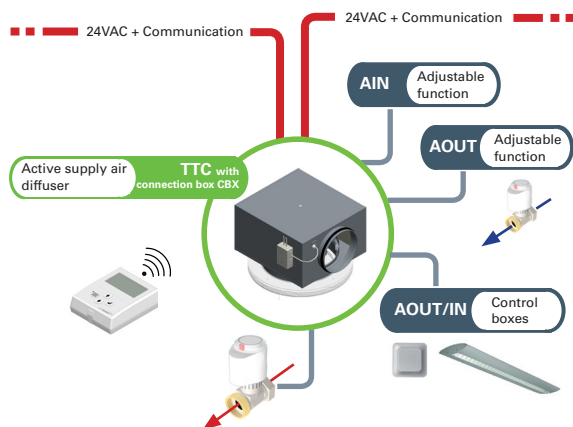 24VAC + Communication
24VAC + Communication
AIN
Adjustable
function
AOUT
Adjustable
function
Active supply air
diffuser
TTC with
connection box CBX
AOUT/IN
Control
boxes